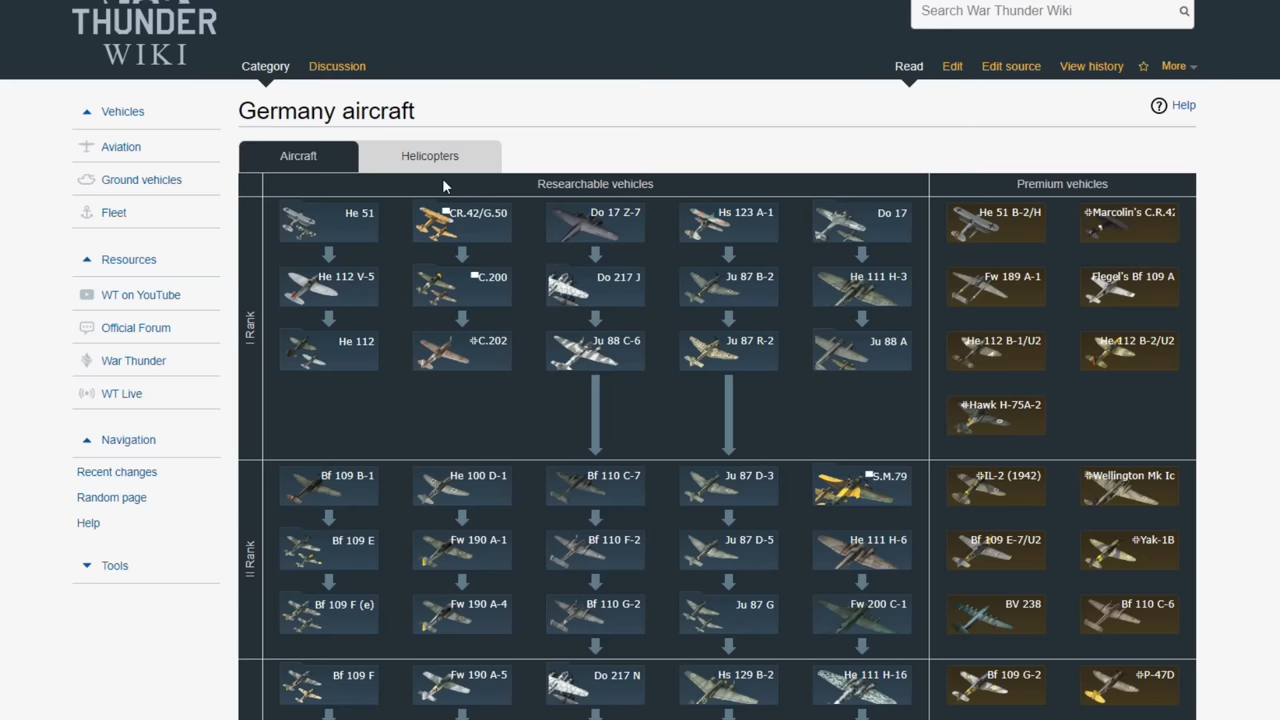 THUNDER
WIKI
Search War Thunder Wiki
Category
Discussion
Read
Edit
Edit source
View history
More
Vehicles
Aviation
Ground vehicles
Fleet
Resources
WT on YouTube
Official Forum
War Thunder
WT Live
Navigation
Recent changes
Random page
Help
Tools
Germany aircraft
Help
Aircraft
Helicopters
Researchable vehicles
Premium vehicles
I Rank
He 51
CR.42/G.50
Do 17 Z-7
Hs 123 A-1
Do 17
He 51 B-2/H
Marcolin's C.R.42
He 112 V-5
C.200
Do 217 J
Ju 87 B-2
He 111 H-3
Fw 189 A-1
Flegel's Bf 109 A
He 112
C.202
Ju 88 C-6
Ju 87 R-2
Ju 88 A
He 112 B-1/U2
He 112 B-2/U2
Hawk H-75A-2
II Rank
Bf 109 B-1
He 100 D-1
Bf 110 C-7
Ju 87 D-3
S.M.79
IL-2 (1942)
Wellington Mk Ic
Bf 109 E
Fw 190 A-1
Bf 110 F-2
Ju 87 D-5
He 111 H-6
Bf 109 E-7/U2
Yak-1B
Bf 109 F (e)
Fw 190 A-4
Bf 110 G-2
Ju 87 G
Fw 200 C-1
BV 238
Bf 110 C-6
Bf 109 F
Fw 190 A-5
Do 217 N
Hs 129 B-2
He 111 H-16
Bf 109 G-2
P-47D